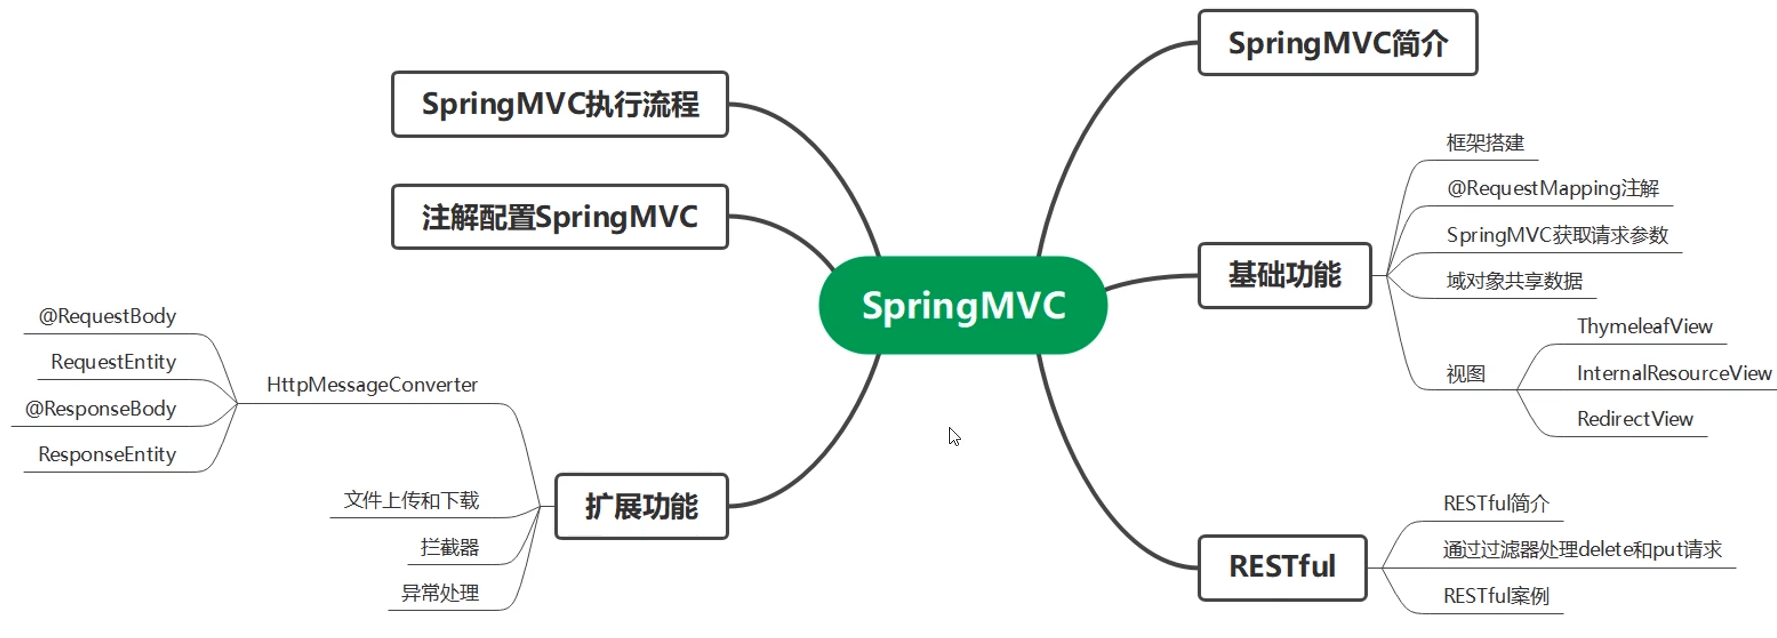 SpringMVC
SpringMVC简介
基础功能
框架搭建
@RequestMapping注解
SpringMVC获取请求参数
域对象共享数据
视图
ThymeleafView
InternalResourceView
RedirectView
RESTful
RESTful简介
通过过滤器处理delete和put请求
RESTful案例
扩展功能
HttpMessageConverter
@RequestBody
RequestEntity
@ResponseBody
ResponseEntity
文件上传和下载
拦截器
异常处理
注解配置SpringMVC
SpringMVC执行流程